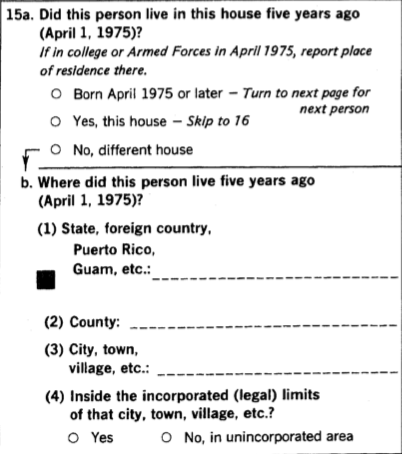 15a. Did this person live in this house five years ago
(April 1, 1975)?
If in college or Armed Forces in April 1975, report place
of residence there.
Born April 1975 or later – Turn to next page for
next person
Yes, this house – Skip to 16
No, different house
b. Where did this person live five years ago
(April 1, 1975)?
(1) State, foreign country,
Puerto Rico,
Guam, etc.:
(2) County:
(3) City, town,
village, etc.:
(4) Inside the incorporated (legal) limits
of that city, town, village, etc.?
Yes
No, in unincorporated area